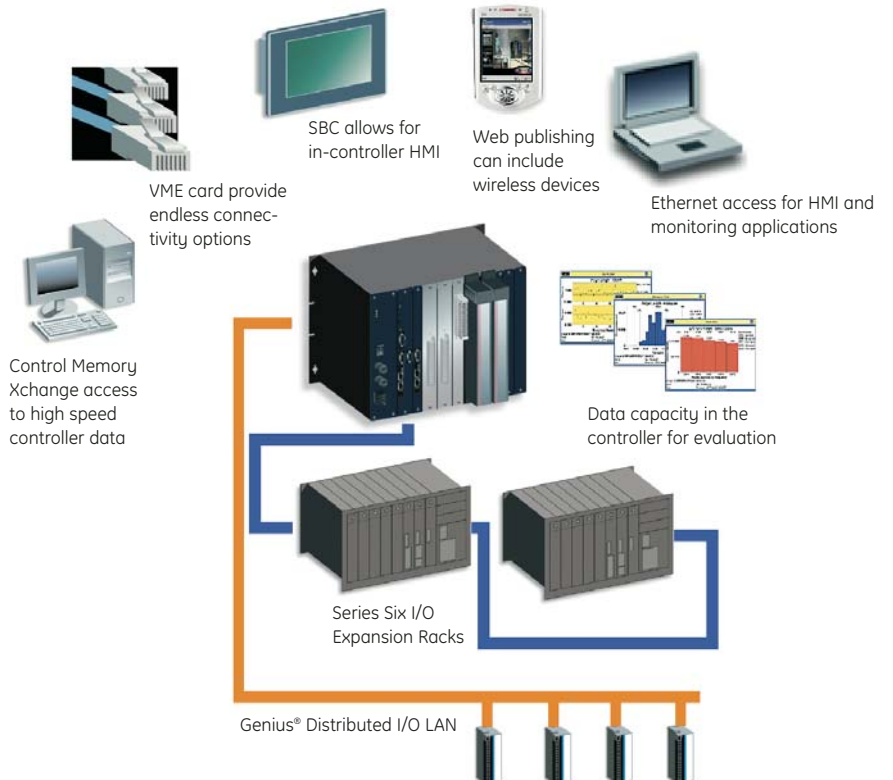 SBC allows for
in-controller HMI
Web publishing
can include
wireless devices
VME card provide
endless connec-
tivity options
Ethernet access for HMI and
monitoring applications
Control Memory
Xchange access
to high speed
controller data
Data capacity in the
controller for evaluation
Series Six I/O
Expansion Racks
Genius® Distributed I/O LAN